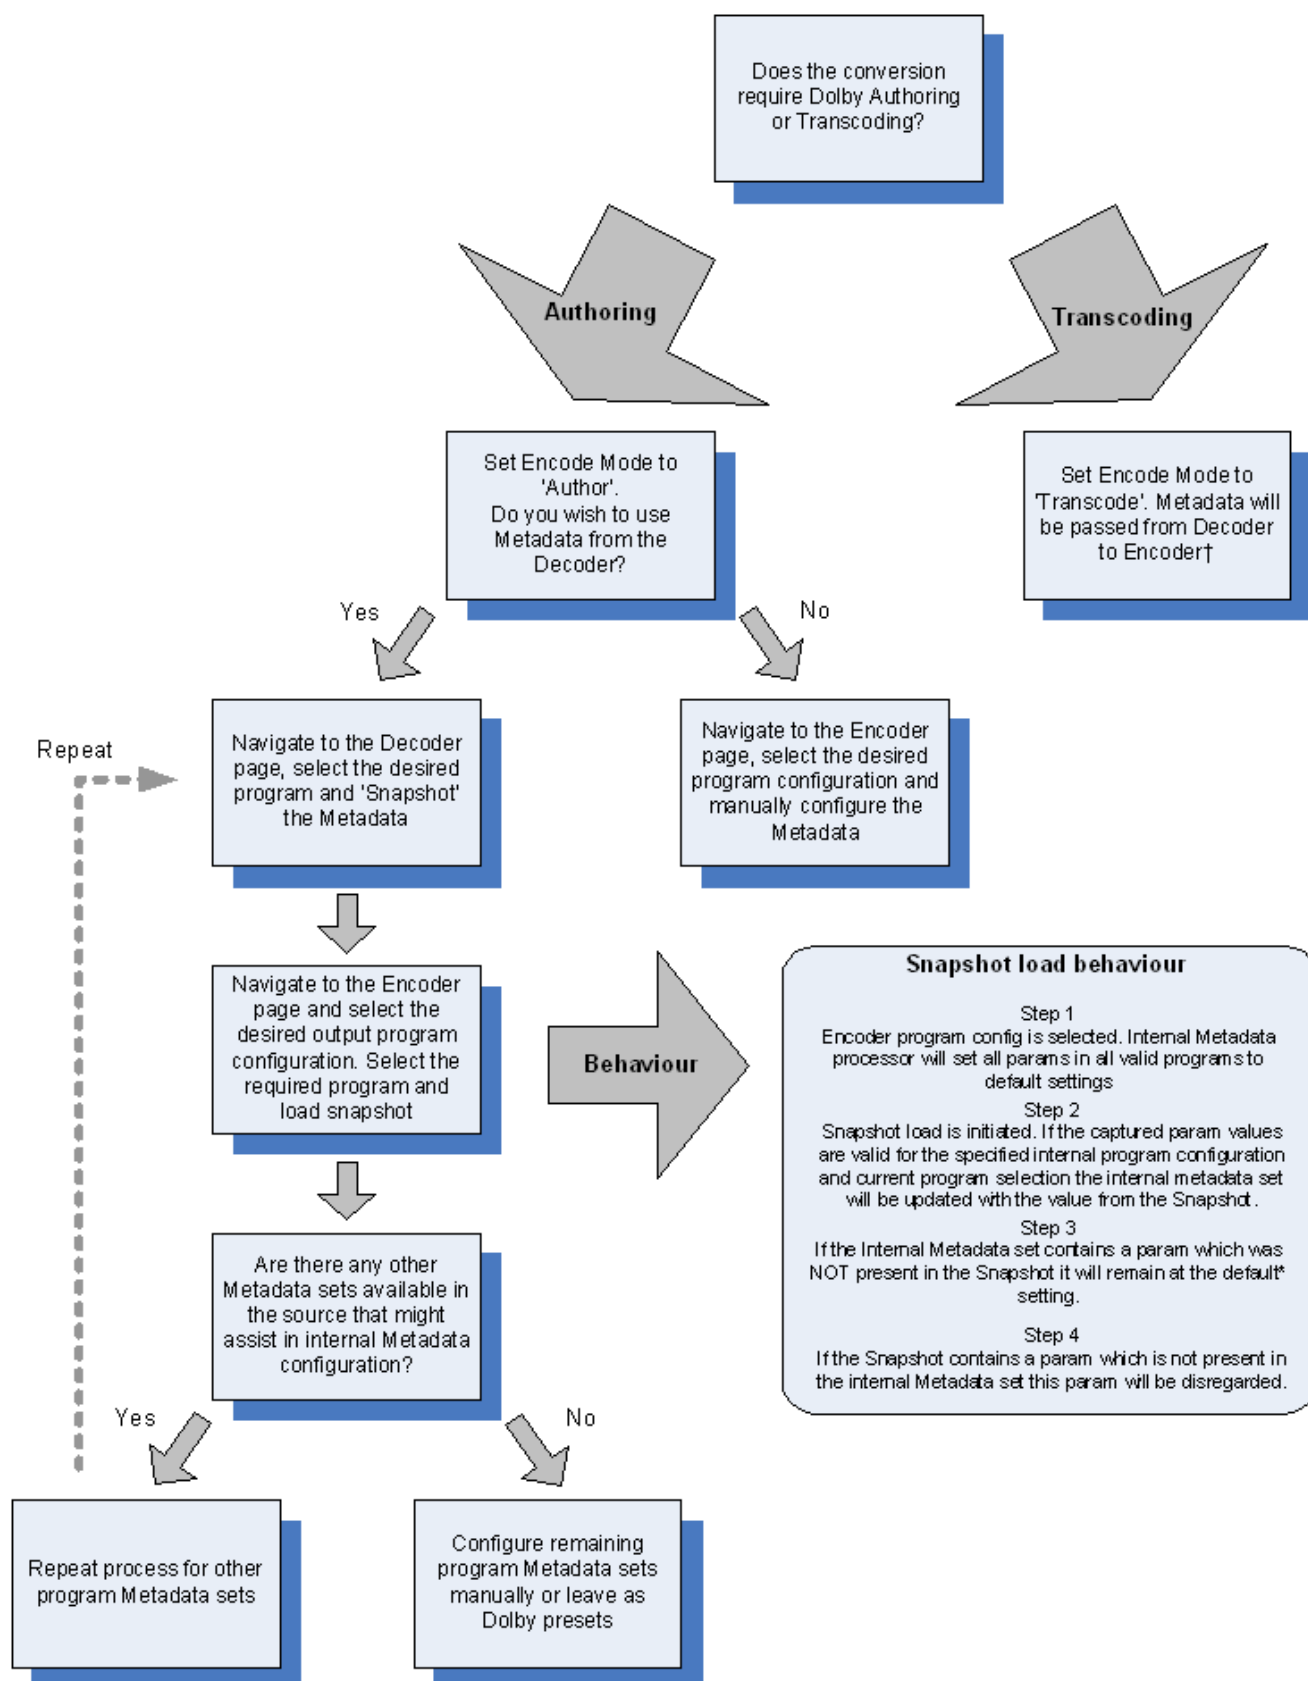 Does the conversion
require Dolby Authoring
or Transcoding?
Authoring
Transcoding
Set Encode Mode to
'Author'.
Do you wish to use
Metadata from the
Decoder?
Set Encode Mode to
'Transcode'. Metadata will
be passed from Decoder
to Encoder†
Yes
No
Repeat
Navigate to the Decoder
page, select the desired
program and 'Snapshot'
the Metadata
Navigate to the Encoder
page, select the desired
program configuration and
manually configure the
Metadata
Navigate to the Encoder
page and select the
desired output program
configuration. Select the
required program and
load snapshot
Behaviour
Snapshot load behaviour
Step 1
Encoder program config is selected. Internal Metadata
processor will set all params in all valid programs to
default settings
Step 2
Snapshot load is initiated. If the captured param values
are valid for the specified internal program configuration
and current program selection the internal metadata set
will be updated with the value from the Snapshot.
Step 3
If the Internal Metadata set contains a param which was
NOT present in the Snapshot it will remain at the default*
setting.
Step 4
If the Snapshot contains a param which is not present in
the internal Metadata set this param will be disregarded.
Are there any other
Metadata sets available in
the source that might
assist in internal Metadata
configuration?
Yes
No
Repeat process for other
program Metadata sets
Configure remaining
program Metadata sets
manually or leave as
Dolby presets